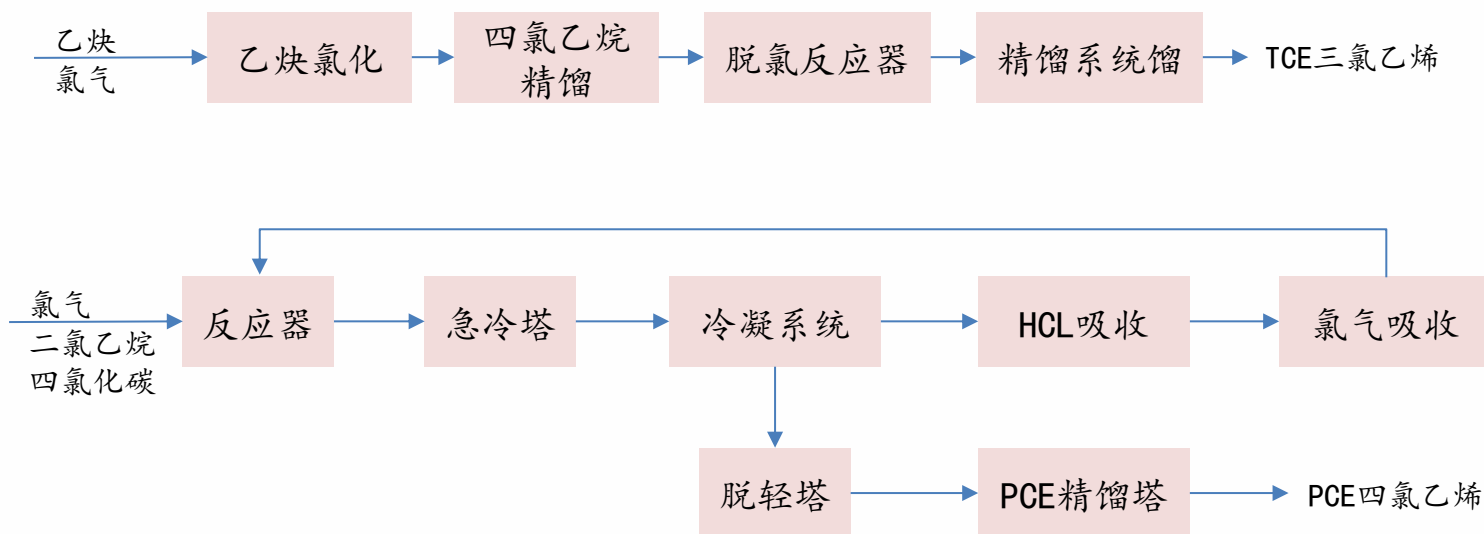 乙炔
氯气
乙炔氯化
四氯乙烷
精馏
脱氯反应器
精馏系统馏
TCE三氯乙烯
氯气
二氯乙烷
四氯化碳
反应器
急冷塔
冷凝系统
HCL吸收
氯气吸收
脱轻塔
PCE精馏塔
PCE四氯乙烯